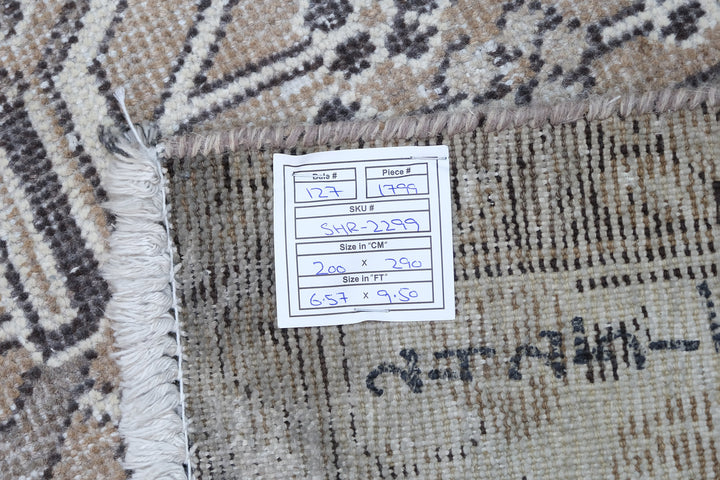 Bale # Piece #
127 1799
SKU #
SHR-2299
Size in "CM"
200 x 290
Size in "FT"
6.57 x 9.50